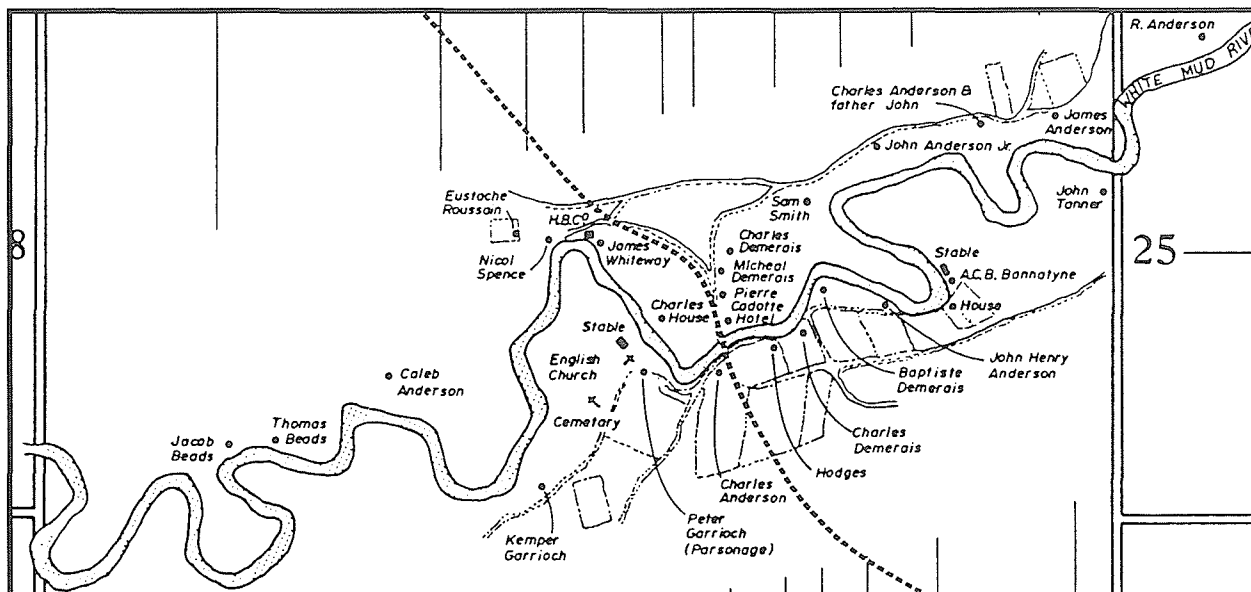 R. Anderson
WHITE MUD RIVE
Charles Anderson &
father John
James
Anderson
John Anderson Jr.
John
Tanner
Eustache
Roussain
H.B.C
Sam
Smith
Nicol
Spence
James
Whiteway
Charles
Demerais
Micheal
Demerais
Pierre
Cadotte
Hotel
Charles
House
Stable
A.C.B. Bannatyne
House
8
25
Stable
English
Church
Cemetary
John Henry
Anderson
Baptiste
Demerais
Caleb
Anderson
Thomas
Beads
Jacob
Beads
Charles
Demerais
Hodges
Charles
Anderson
Peter
Garrioch
(Parsonage)
Kemper
Garrioch